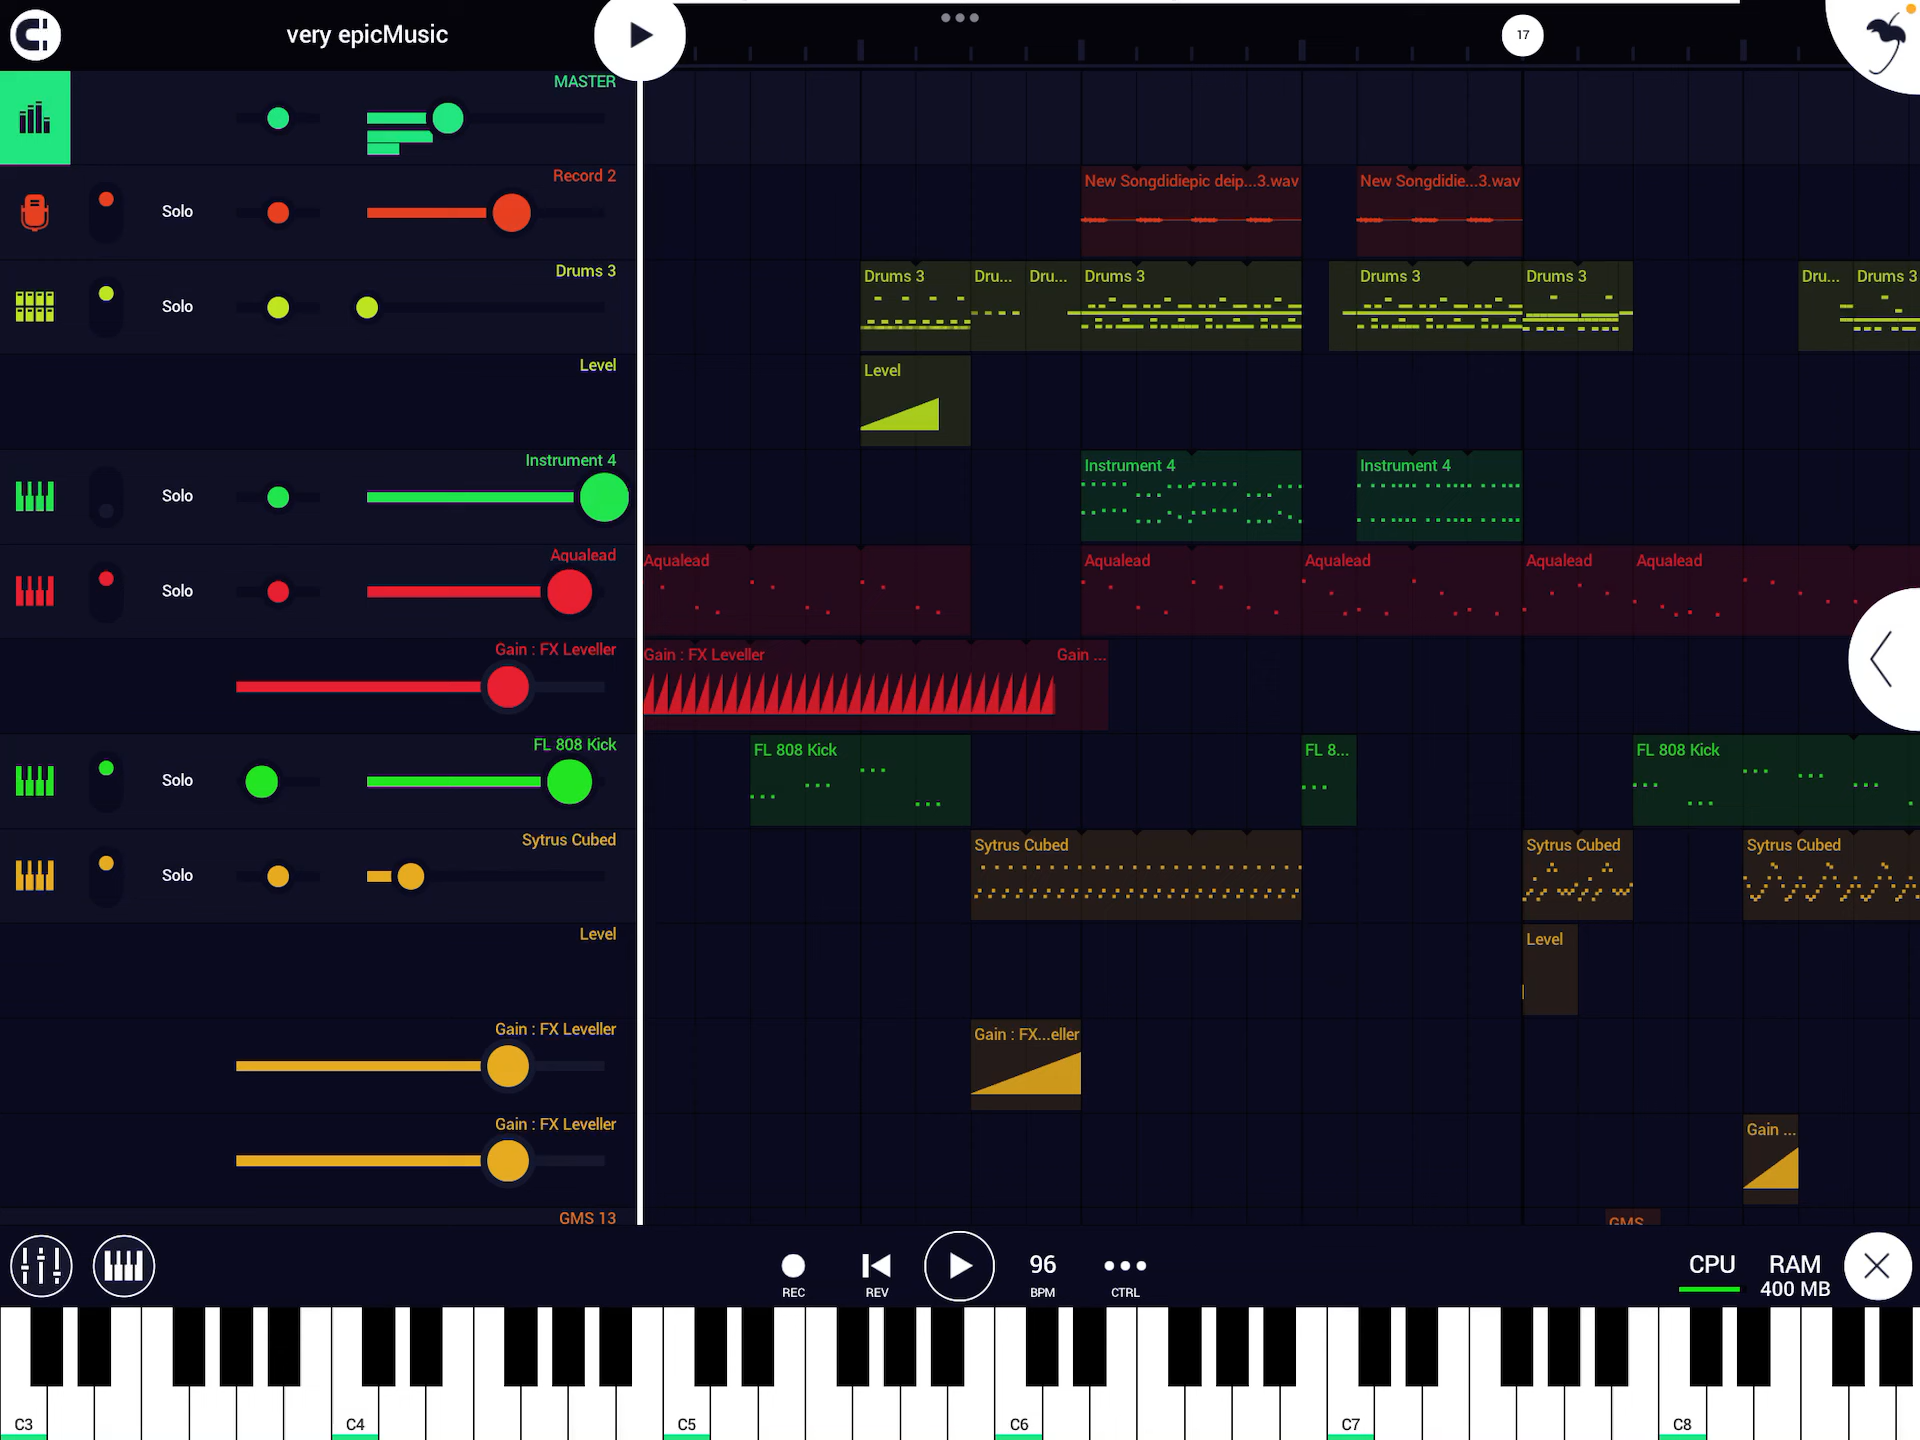 very epicMusic
17
MASTER
Record 2
Solo
New Songdidiepic deip...3.wav
New Songdidie...3.wav
Drums 3
Solo
Drums 3
Dru...
Dru...
Drums 3
Drums 3
Drums 3
Dru...
Drums 3
Level
Level
Instrument 4
Solo
Instrument 4
Instrument 4
Aqualead
Solo
Aqualead
Aqualead
Aqualead
Aqualead
Aqualead
Gain : FX Leveller
Gain : FX Leveller
Gain ...
FL 808 Kick
Solo
FL 808 Kick
FL 8...
FL 808 Kick
Sytrus Cubed
Solo
Sytrus Cubed
Sytrus Cubed
Sytrus Cubed
Level
Level
Gain : FX Leveller
Gain : FX...eller
Gain : FX Leveller
Gain ...
GMS 13
GMS
REC
REV
96
BPM
CTRL
CPU
RAM
400 MB
C3
C4
C5
C6
C7
C8